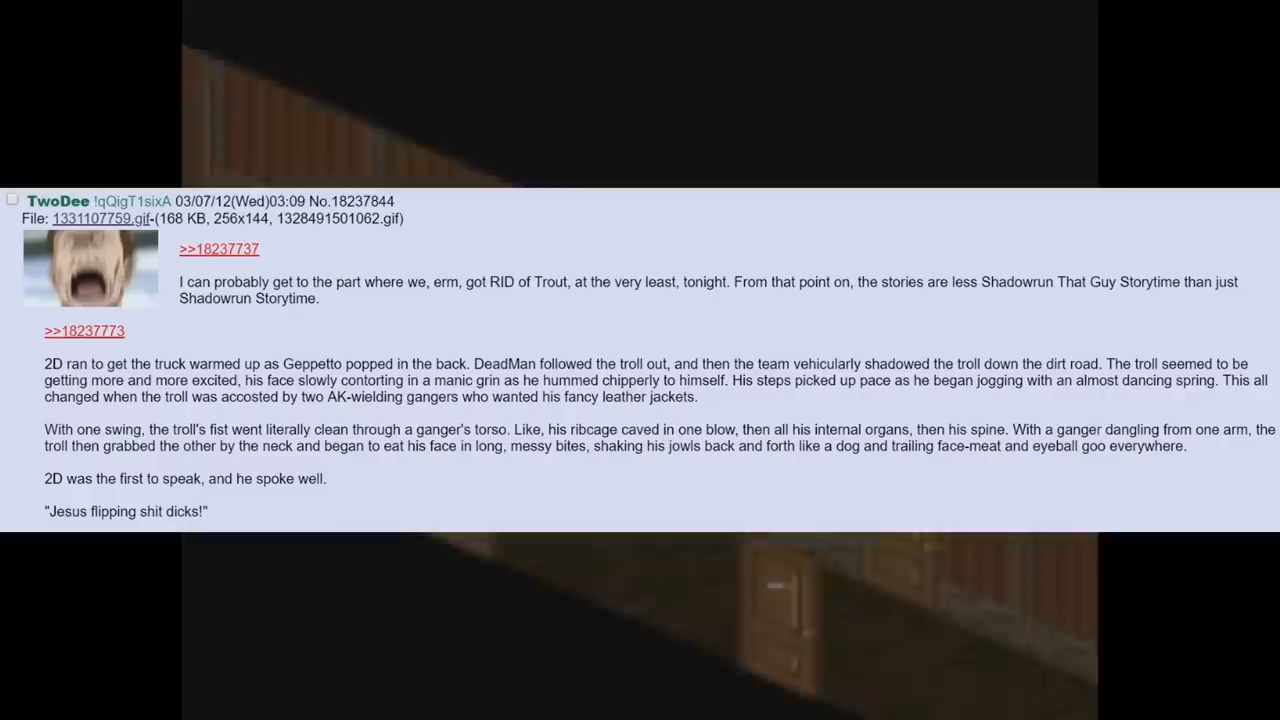 TwoDee !qQigT1sixA 03/07/12(Wed)03:09 No.18237844
File: 1331107759.gif-(168 KB, 256x144, 1328491501062.gif)
>>18237737
I can probably get to the part where we, erm, got RID of Trout, at the very least, tonight. From that point on, the stories are less Shadowrun That Guy Storytime than just
Shadowrun Storytime.
>>18237773
2D ran to get the truck warmed up as Geppetto popped in the back. DeadMan followed the troll out, and then the team vehicularly shadowed the troll down the dirt road. The troll seemed to be
getting more and more excited, his face slowly contorting in a manic grin as he hummed chipperly to himself. His steps picked up pace as he began jogging with an almost dancing spring. This all
changed when the troll was accosted by two AK-wielding gangers who wanted his fancy leather jackets.
With one swing, the troll's fist went literally clean through a ganger's torso. Like, his ribcage caved in one blow, then all his internal organs, then his spine. With a ganger dangling from one arm, the
troll then grabbed the other by the neck and began to eat his face in long, messy bites, shaking his jowls back and forth like a dog and trailing face-meat and eyeball goo everywhere.
2D was the first to speak, and he spoke well.
"Jesus flipping shit dicks!"